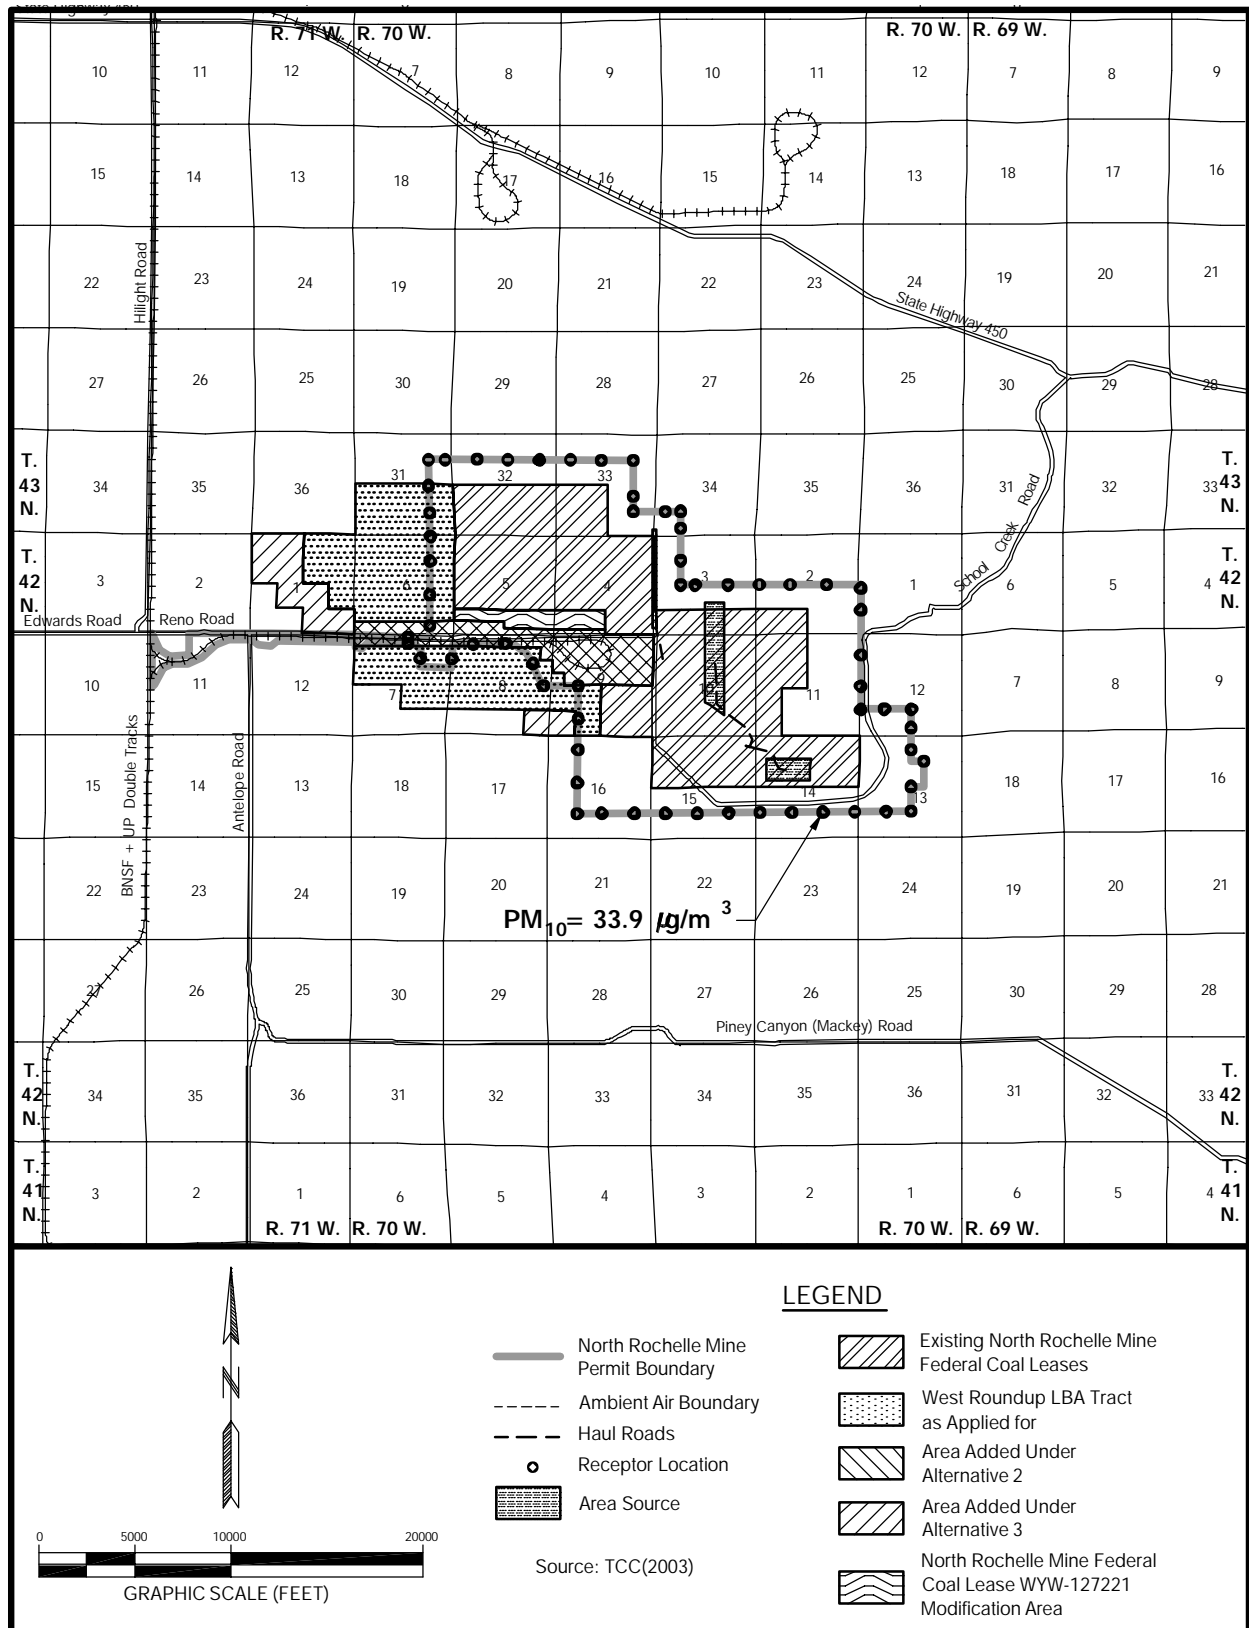 R. 71 W. R. 70 W. R. 70 W. R. 69 W.
10 11 12 7 8 9 10 11 12 7 8 9
15 14 13 18 17 16 15 14 13 18 17 16
Hilight Road
22 23 24 19 20 21 22 23 24 19 20 21
State Highway 450
27 26 25 30 29 28 27 26 25 30 29 28
T. 43 N. 34 35 36 31 32 33 34 35 36 31 32 33 T. 43 N.
School Creek Road
T. 42 N. 3 2 1 6 5 4 3 2 1 6 5 4 T. 42 N.
Edwards Road Reno Road
10 11 12 7 8 9 10 11 12 7 8 9
BNSF + UP Double Tracks
Antelope Road
15 14 13 18 17 16 15 14 13 18 17 16
22 23 24 19 20 21 22 23 24 19 20 21
PM10= 33.9 µg/m 3
27 26 25 30 29 28 27 26 25 30 29 28
Piney Canyon (Mackey) Road
T. 42 N. 34 35 36 31 32 33 34 35 36 31 32 33 T. 42 N.
T. 41 N. 3 2 1 6 5 4 3 2 1 6 5 4 T. 41 N.
R. 71 W. R. 70 W. R. 70 W. R. 69 W.
N
0 5000 10000 20000
GRAPHIC SCALE (FEET)
LEGEND
North Rochelle Mine
Permit Boundary
Ambient Air Boundary
Haul Roads
Receptor Location
Area Source
Source: TCC(2003)
Existing North Rochelle Mine
Federal Coal Leases
West Roundup LBA Tract
as Applied for
Area Added Under
Alternative 2
Area Added Under
Alternative 3
North Rochelle Mine Federal
Coal Lease WYW-127221
Modification Area